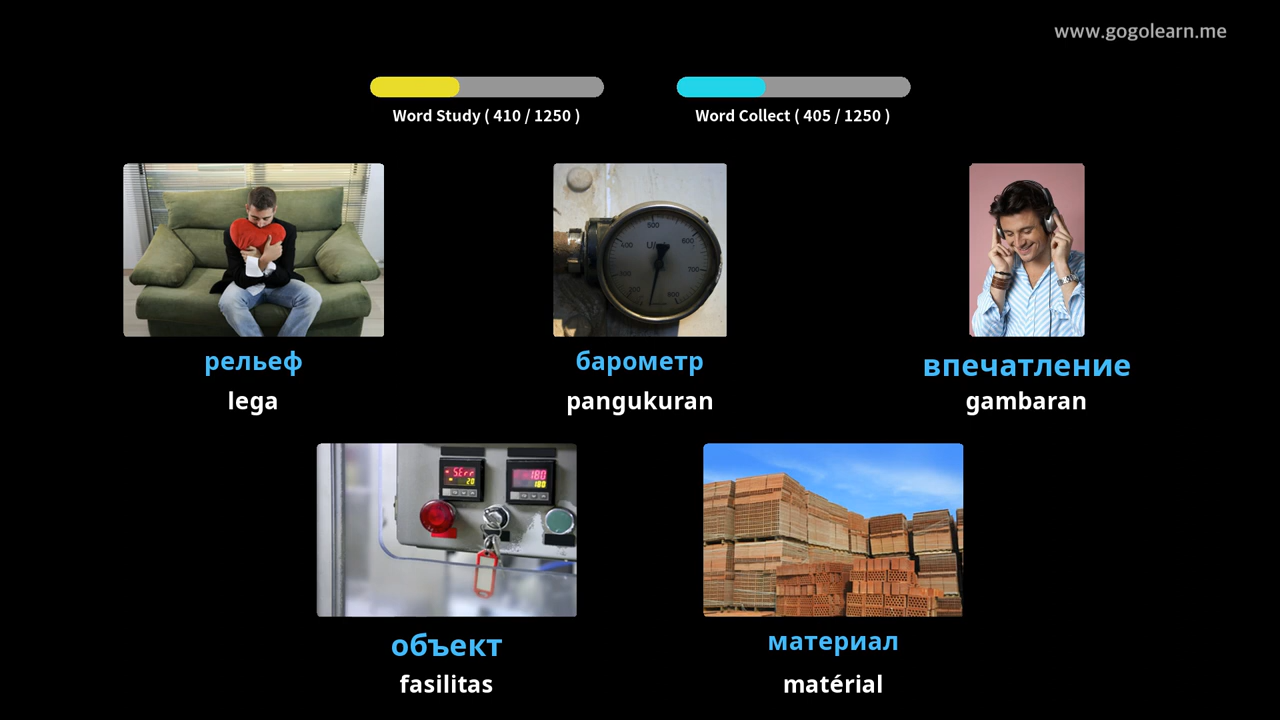 www.gogolearn.me
Word Study ( 410 / 1250 )
Word Collect ( 405 / 1250 )
рельеф
lega
барометр
pangukuran
впечатление
gambaran
объект
fasilitas
материал
matérial